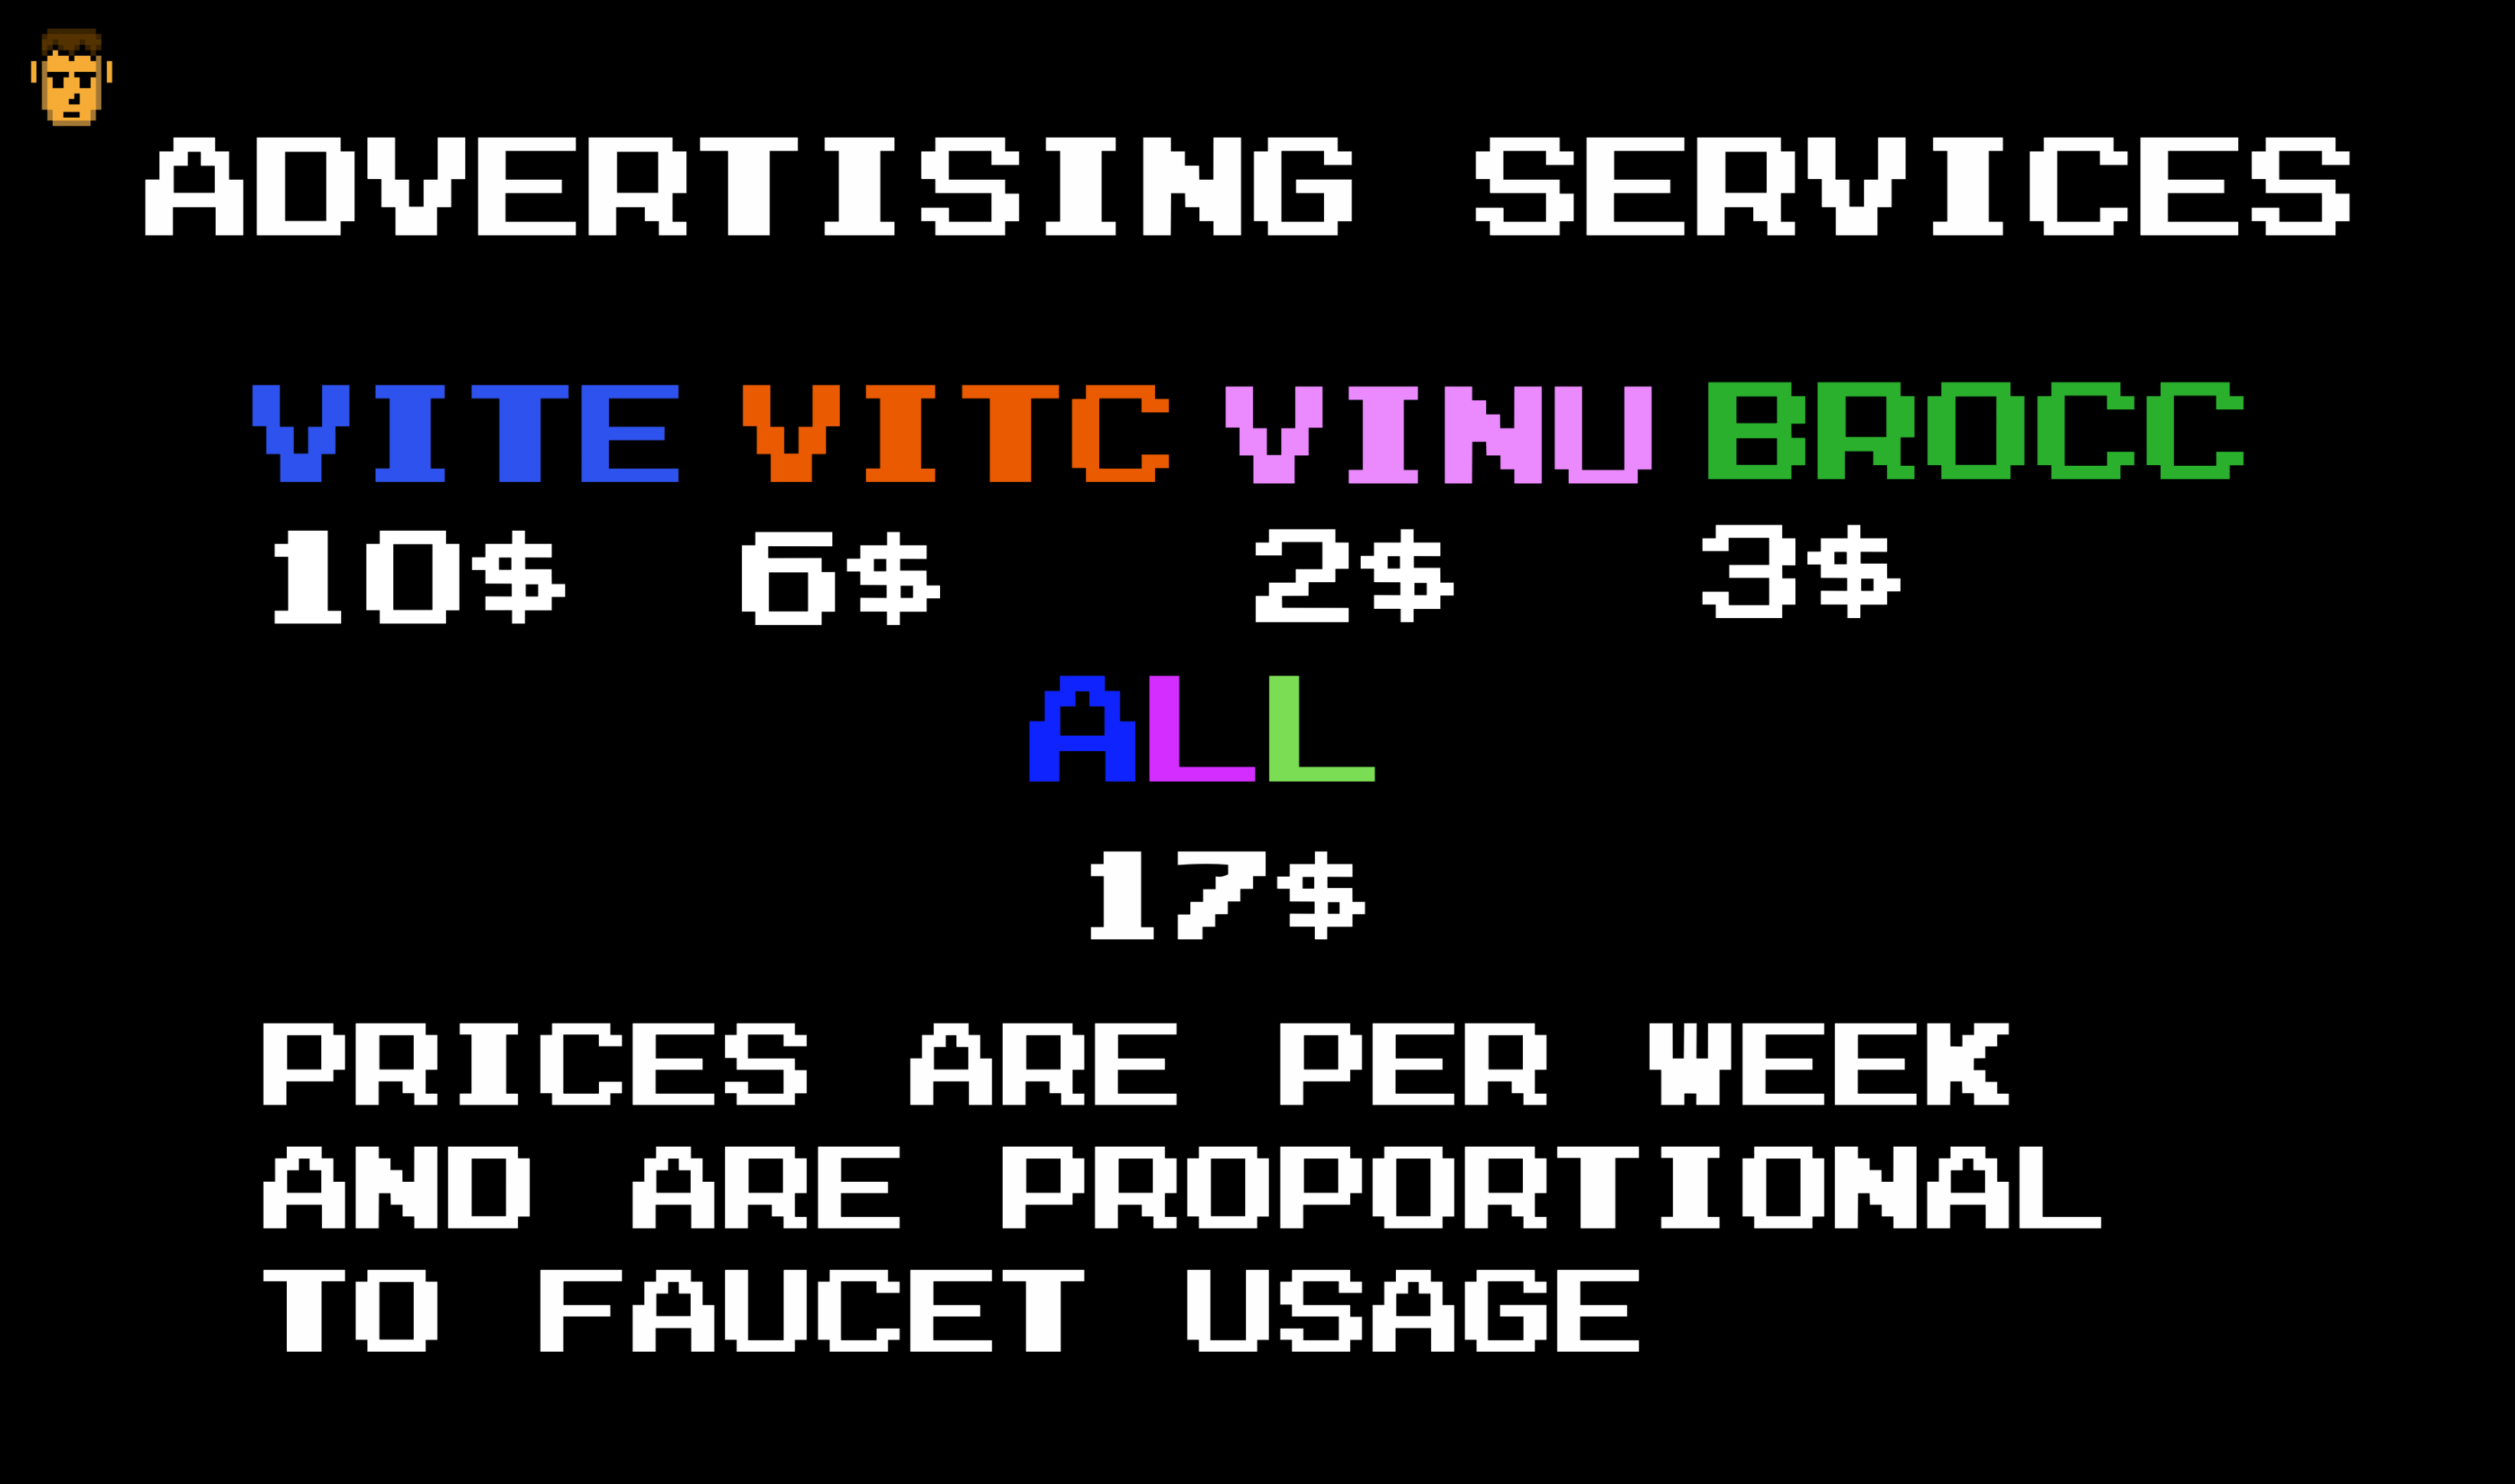 ADVERTISING SERVICES
VITE VITC VINU BROCC
10$ 6$ 2$ 3$
ALL
17$
PRICES ARE PER WEEK
AND ARE PROPORTIONAL
TO FAUCET USAGE